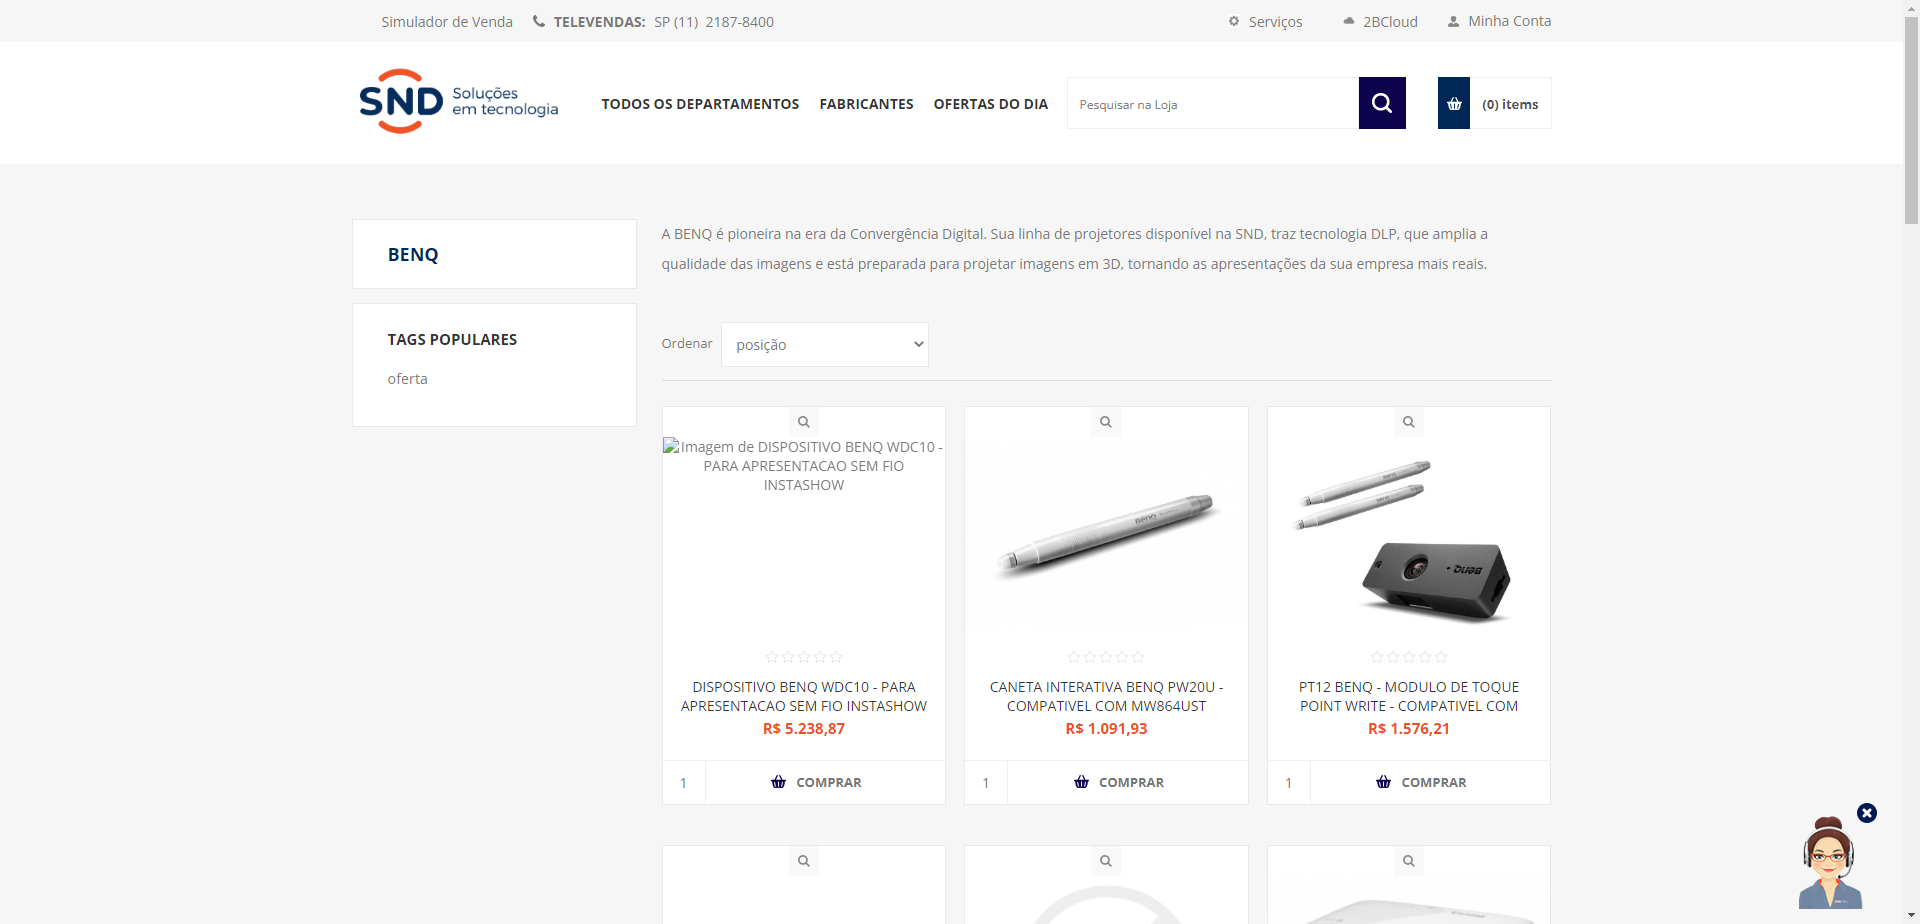 Simulador de Venda
TELEVENDAS: SP (11) 2187-8400
Serviços
2BCloud
Minha Conta
SND Soluções
em tecnologia
TODOS OS DEPARTAMENTOS
FABRICANTES
OFERTAS DO DIA
Pesquisar na Loja
(0) items
BENQ
TAGS POPULARES
oferta
A BENQ é pioneira na era da Convergência Digital. Sua linha de projetores disponível na SND, traz tecnologia DLP, que amplia a
qualidade das imagens e está preparada para projetar imagens em 3D, tornando as apresentações da sua empresa mais reais.
Ordenar
posição
Imagem de DISPOSITIVO BENQ WDC10 -
PARA APRESENTACAO SEM FIO
INSTASHOW
DISPOSITIVO BENQ WDC10 - PARA
APRESENTACAO SEM FIO INSTASHOW
R$ 5.238,87
1
COMPRAR
BenQ
CANETA INTERATIVA BENQ PW20U -
COMPATIVEL COM MW864UST
R$ 1.091,93
1
COMPRAR
BenQ
PT12 BENQ - MODULO DE TOQUE
POINT WRITE - COMPATIVEL COM
R$ 1.576,21
1
COMPRAR